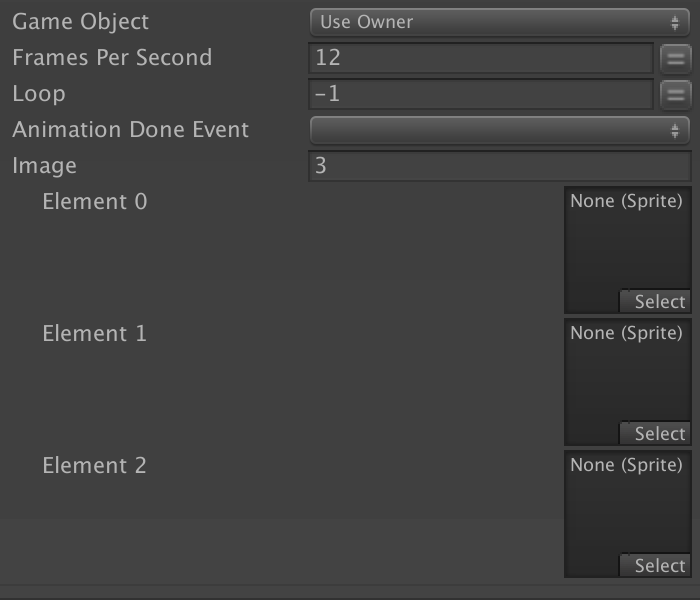 Game Object Use Owner
Frames Per Second 12
Loop -1
Animation Done Event
Image 3
Element 0 None (Sprite)
Select
Element 1 None (Sprite)
Select
Element 2 None (Sprite)
Select